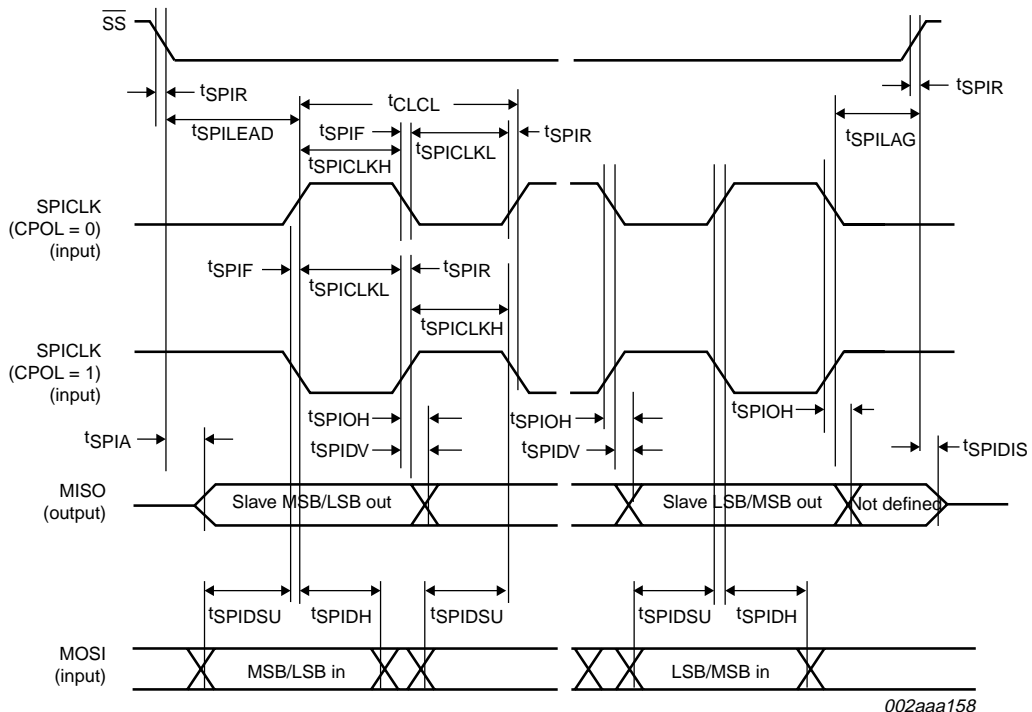 SS
tSPIR
tCLCL
tSPIR
tSPILEAD
tSPIF
tSPIR
tSPILAG
tSPICLKH
tSPICLKL
SPICLK
(CPOL = 0)
(input)
tSPIF
tSPICLKL
tSPIR
tSPICLKH
SPICLK
(CPOL = 1)
(input)
tSPIOH
tSPIOH
tSPIOH
tSPIA
tSPIDV
tSPIDV
tSPIDIS
MISO
(output)
Slave MSB/LSB out
Slave LSB/MSB out
Not defined
tSPIDSU
tSPIDH
tSPIDSU
tSPIDSU
tSPIDH
MOSI
(input)
MSB/LSB in
LSB/MSB in
002aaa158